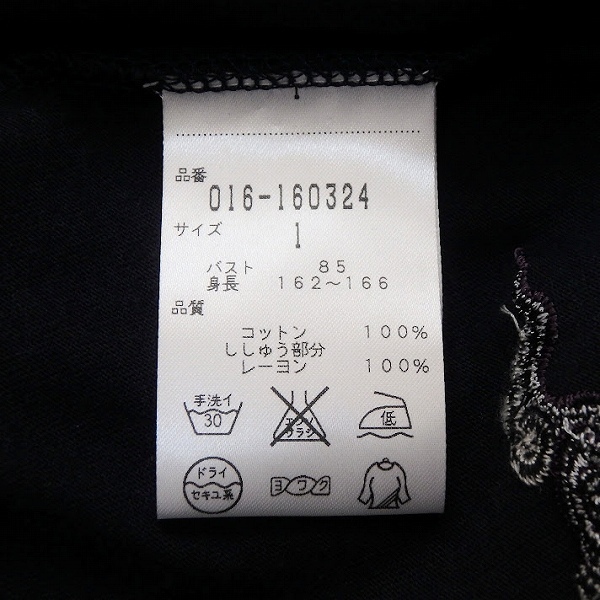 品番
016-160324
サイズ 1
バスト 85
身長 162〜166
品質
コットン 100%
ししゅう部分
レーヨン 100%
手洗イ
30
エンソ
サラシ
低
ドライ
セキユ系
ヨワク